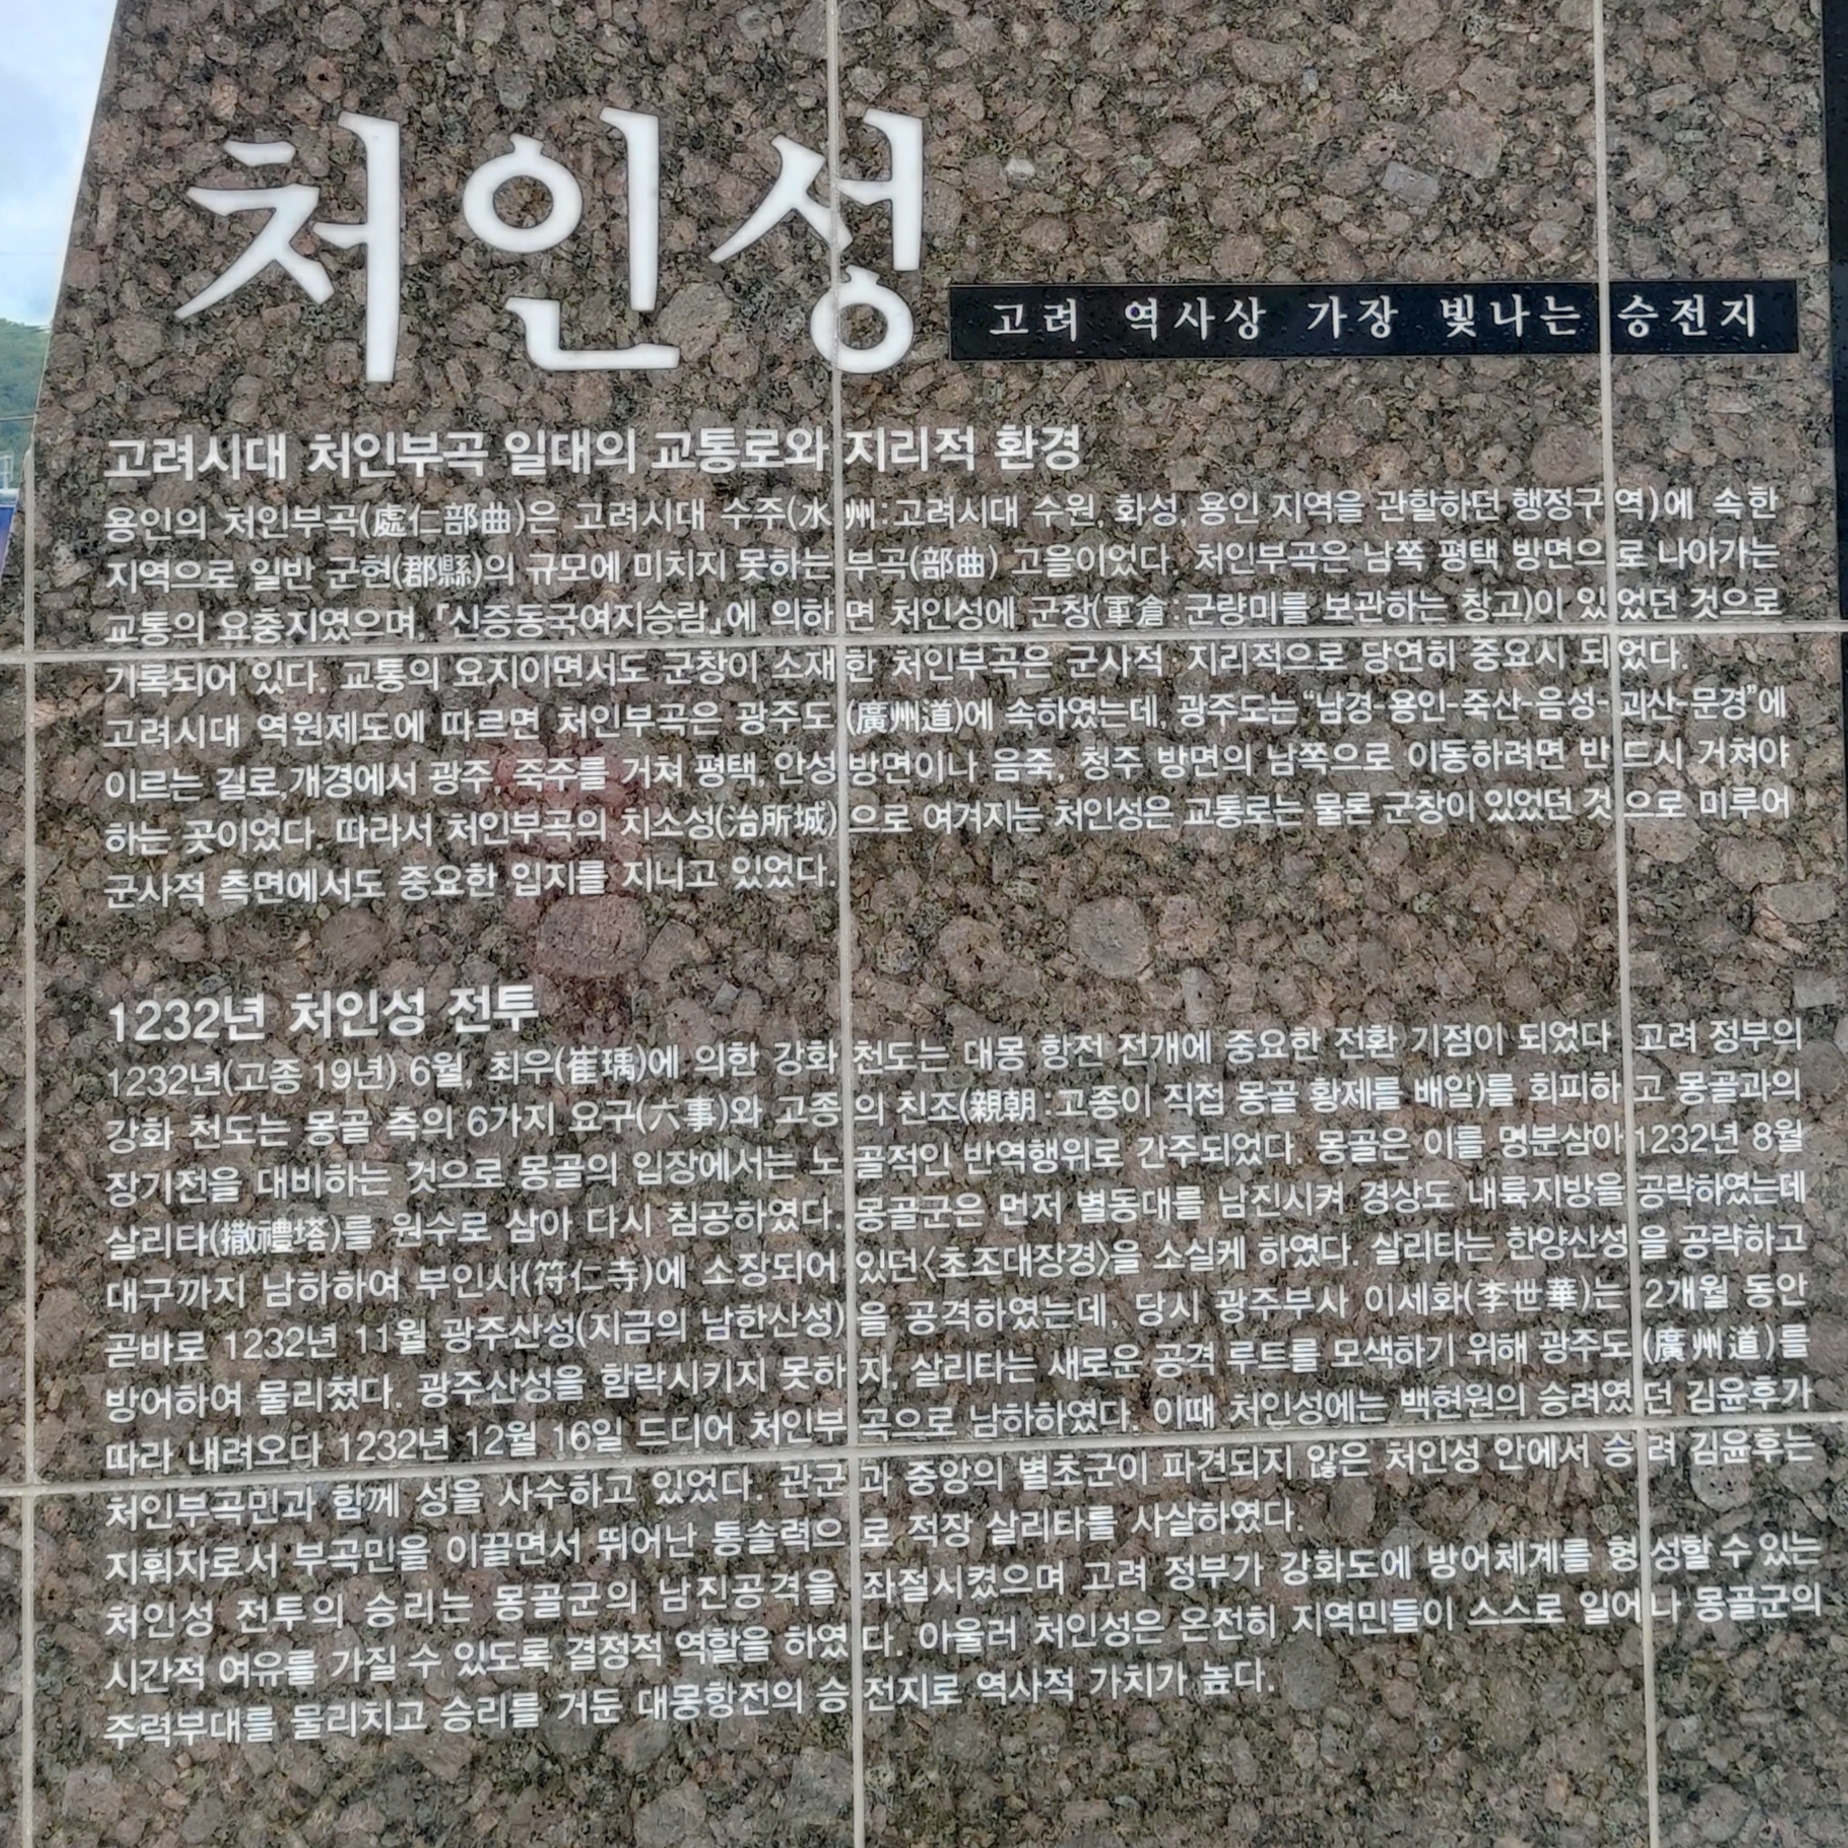 처인성
고려 역사상 가장 빛나는 승전지
고려시대 처인부곡 일대의 교통로와 지리적 환경
용인의 처인부곡(處仁部曲)은 고려시대 수주(水州:고려시대 수원, 화성, 용인 지역을 관할하던 행정구역)에 속한
지역으로 일반 군현(郡縣)의 규모에 미치지 못하는 부곡(部曲) 고을이었다. 처인부곡은 남쪽 평택 방면으로 나아가는
교통의 요충지였으며, 「신증동국여지승람」에 의하면 처인성에 군창(軍倉:군량미를 보관하는 창고)이 있었던 것으로
기록되어 있다. 교통의 요지이면서도 군창이 소재한 처인부곡은 군사적·지리적으로 당연히 중요시 되었다.
고려시대 역원제도에 따르면 처인부곡은 광주도(廣州道)에 속하였는데, 광주도는 “남경-용인-죽산-음성-괴산-문경”에
이르는 길로,개경에서 광주, 죽주를 거쳐 평택, 안성 방면이나 음죽, 청주 방면의 남쪽으로 이동하려면 반드시 거쳐야
하는 곳이었다. 따라서 처인부곡의 치소성(治所城)으로 여겨지는 처인성은 교통로는 물론 군창이 있었던 것으로 미루어
군사적 측면에서도 중요한 입지를 지니고 있었다.
1232년 처인성 전투
1232년(고종 19년) 6월, 최우(崔瑀)에 의한 강화 천도는 대몽 항전 전개에 중요한 전환 기점이 되었다. 고려 정부의
강화 천도는 몽골 측의 6가지 요구(六事)와 고종의 친조(親朝:고종이 직접 몽골 황제를 배알)를 회피하고 몽골과의
장기전을 대비하는 것으로 몽골의 입장에서는 노골적인 반역행위로 간주되었다. 몽골은 이를 명분삼아 1232년 8월
살리타(撒禮塔)를 원수로 삼아 다시 침공하였다. 몽골군은 먼저 별동대를 남진시켜 경상도 내륙지방을 공략하였는데
대구까지 남하하여 부인사(符仁寺)에 소장되어 있던〈초조대장경〉을 소실케 하였다. 살리타는 한양산성을 공략하고
곧바로 1232년 11월 광주산성(지금의 남한산성)을 공격하였는데, 당시 광주부사 이세화(李世華)는 2개월 동안
방어하여 물리쳤다. 광주산성을 함락시키지 못하자, 살리타는 새로운 공격 루트를 모색하기 위해 광주도(廣州道)를
따라 내려오다 1232년 12월 16일 드디어 처인부곡으로 남하하였다. 이때 처인성에는 백현원의 승려였던 김윤후가
처인부곡민과 함께 성을 사수하고 있었다. 관군과 중앙의 별초군이 파견되지 않은 처인성 안에서 승려 김윤후는
지휘자로서 부곡민을 이끌면서 뛰어난 통솔력으로 적장 살리타를 사살하였다.
처인성 전투의 승리는 몽골군의 남진공격을 좌절시켰으며 고려 정부가 강화도에 방어체계를 형성할 수 있는
시간적 여유를 가질 수 있도록 결정적 역할을 하였다. 아울러 처인성은 온전히 지역민들이 스스로 일어나 몽골군의
주력부대를 물리치고 승리를 거둔 대몽항전의 승전지로 역사적 가치가 높다.